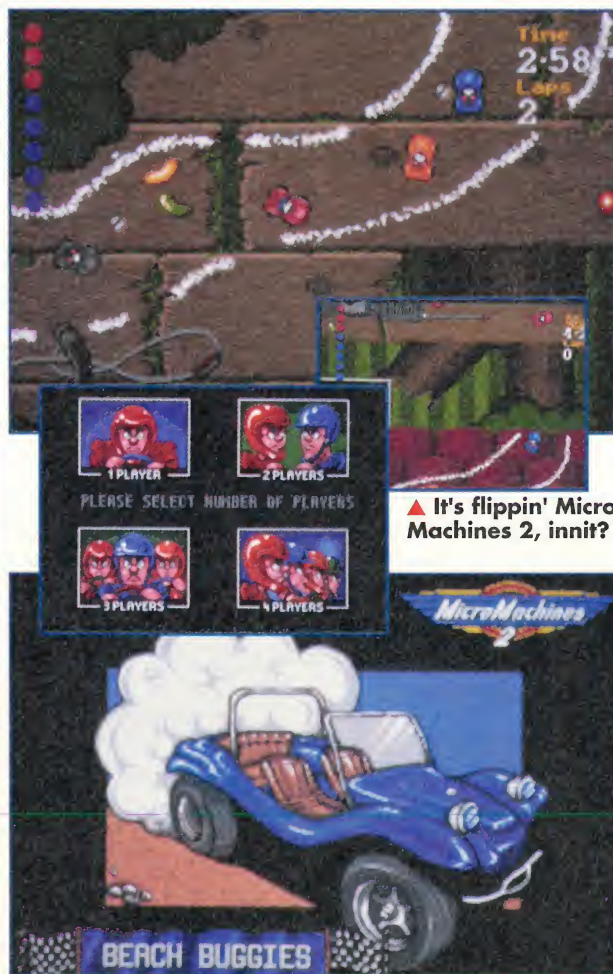 Time
2·58
Laps
2
0
1 PLAYER
2 PLAYERS
PLEASE SELECT NUMBER OF PLAYERS
3 PLAYERS
4 PLAYERS
▲ It's flippin' Micro
Machines 2, innit?
MicroMachines
2
BEACH BUGGIES